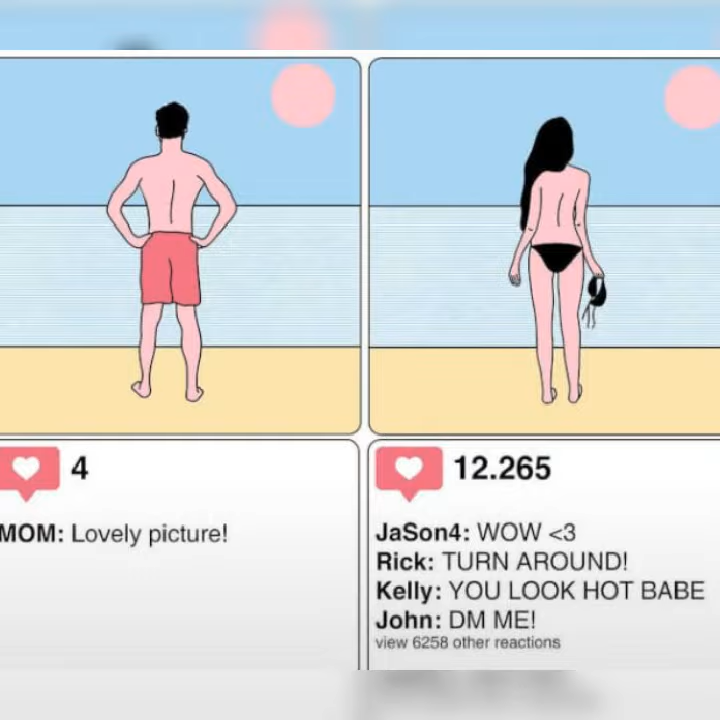 4
MOM: Lovely picture!
12.265
JaSon4: WOW <3
Rick: TURN AROUND!
Kelly: YOU LOOK HOT BABE
John: DM ME!
view 6258 other reactions